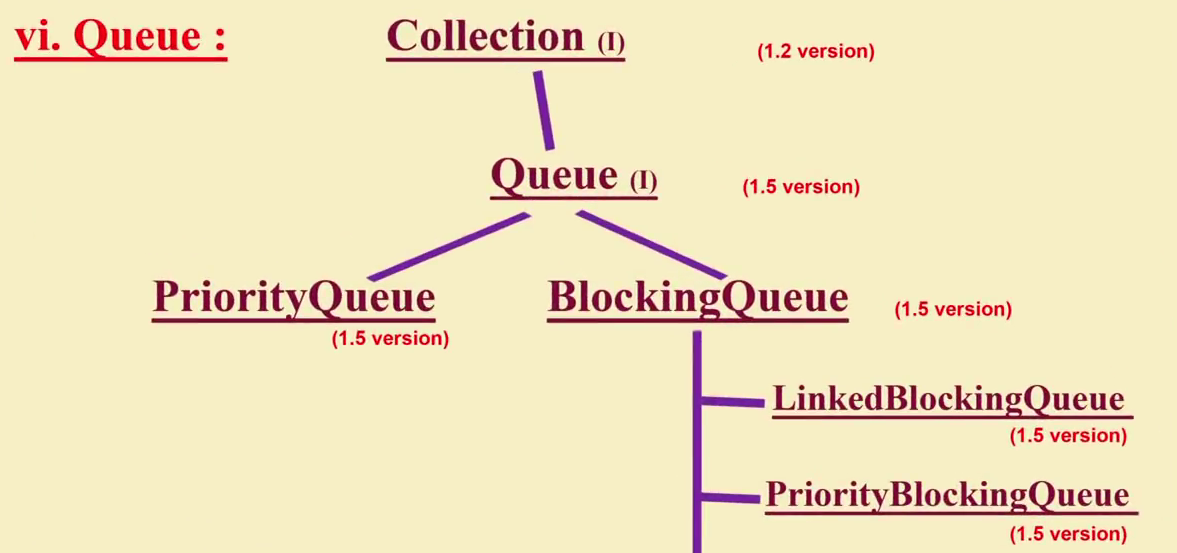 vi. Queue :
Collection (I)
(1.2 version)
Queue (I)
(1.5 version)
PriorityQueue
(1.5 version)
BlockingQueue
(1.5 version)
LinkedBlockingQueue
(1.5 version)
PriorityBlockingQueue
(1.5 version)